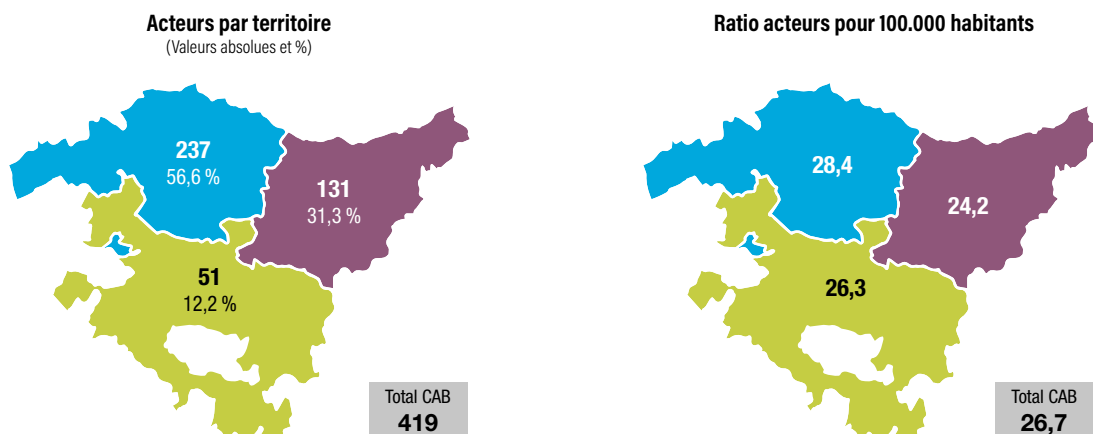 Acteurs par territoire
(Valeurs absolues et %)
237
56,6 %
131
31,3 %
51
12,2 %
Total CAB
419
Ratio acteurs pour 100.000 habitants
28,4
24,2
26,3
Total CAB
26,7